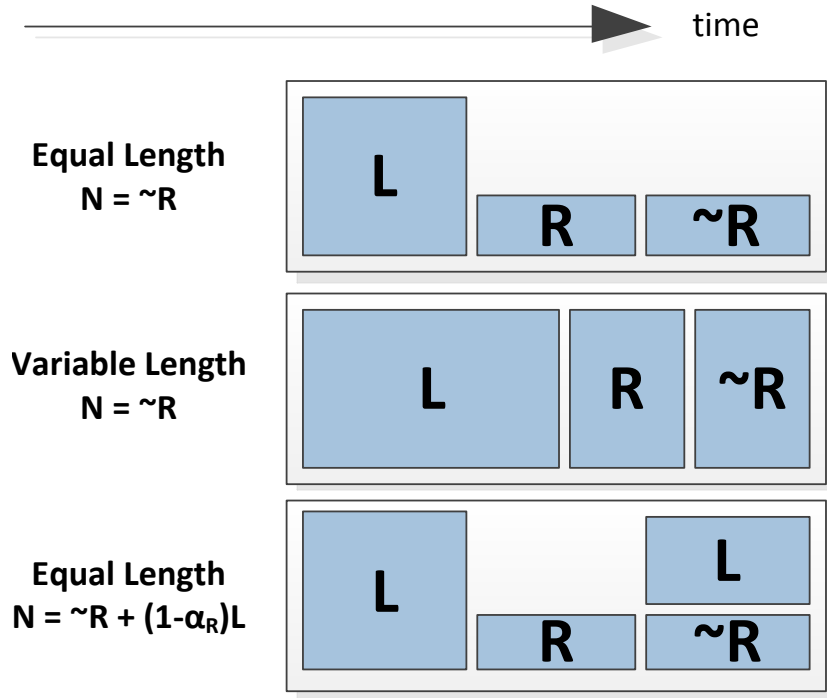 time
Equal Length
N = ~R
L
R
~R
Variable Length
N = ~R
L
R
~R
Equal Length
N = ~R + (1-αR)L
L
R
L
~R